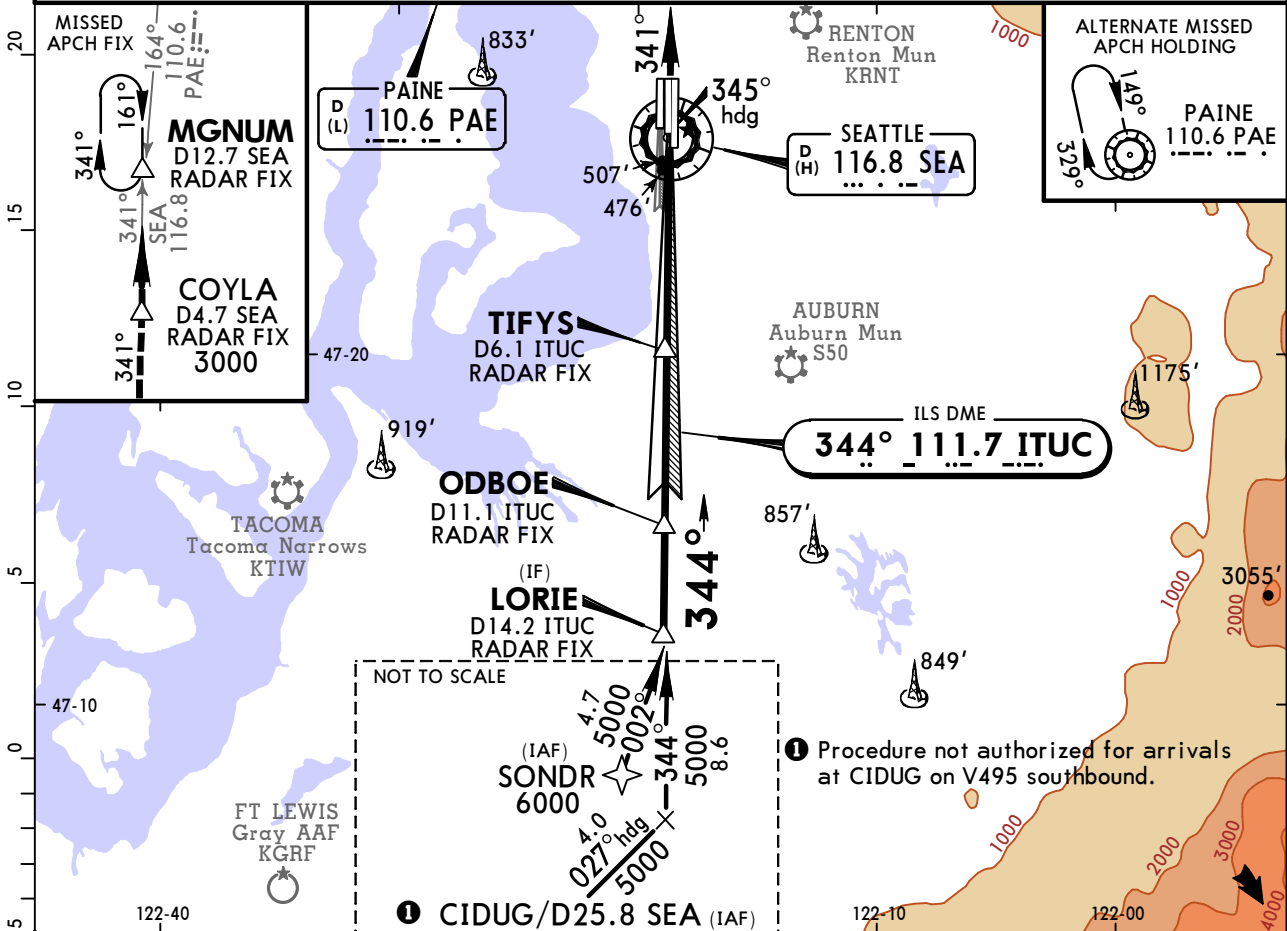 MISSED
APCH FIX
164°
110.6
PAE
161°
341°
MGNUM
D12.7 SEA
RADAR FIX
341°
SEA
116.8
COYLA
D4.7 SEA
RADAR FIX
3000
341°
20
15
10
5
0
5
833'
PAINE
D
(L)
110.6 PAE
341°
345°
hdg
507'
476'
RENTON
Renton Mun
KRNT
SEATTLE
D
(H)
116.8 SEA
1000
ALTERNATE MISSED
APCH HOLDING
149°
329°
PAINE
110.6 PAE
47-20
TIFYS
D6.1 ITUC
RADAR FIX
AUBURN
Auburn Mun
S50
1175'
919'
ILS DME
344° 111.7 ITUC
ODBOE
D11.1 ITUC
RADAR FIX
TACOMA
Tacoma Narrows
KTIW
857'
344°
(IF)
LORIE
D14.2 ITUC
RADAR FIX
1000
2000
3055'
849'
47-10
NOT TO SCALE
4.7
5000
002°
344°
5000
8.6
(IAF)
SONDR
6000
4.0
027° hdg
5000
1 CIDUG/D25.8 SEA (IAF)
1 Procedure not authorized for arrivals
at CIDUG on V495 southbound.
FT LEWIS
Gray AAF
KGRF
1000
2000
3000
4000
122-40
122-10
122-00